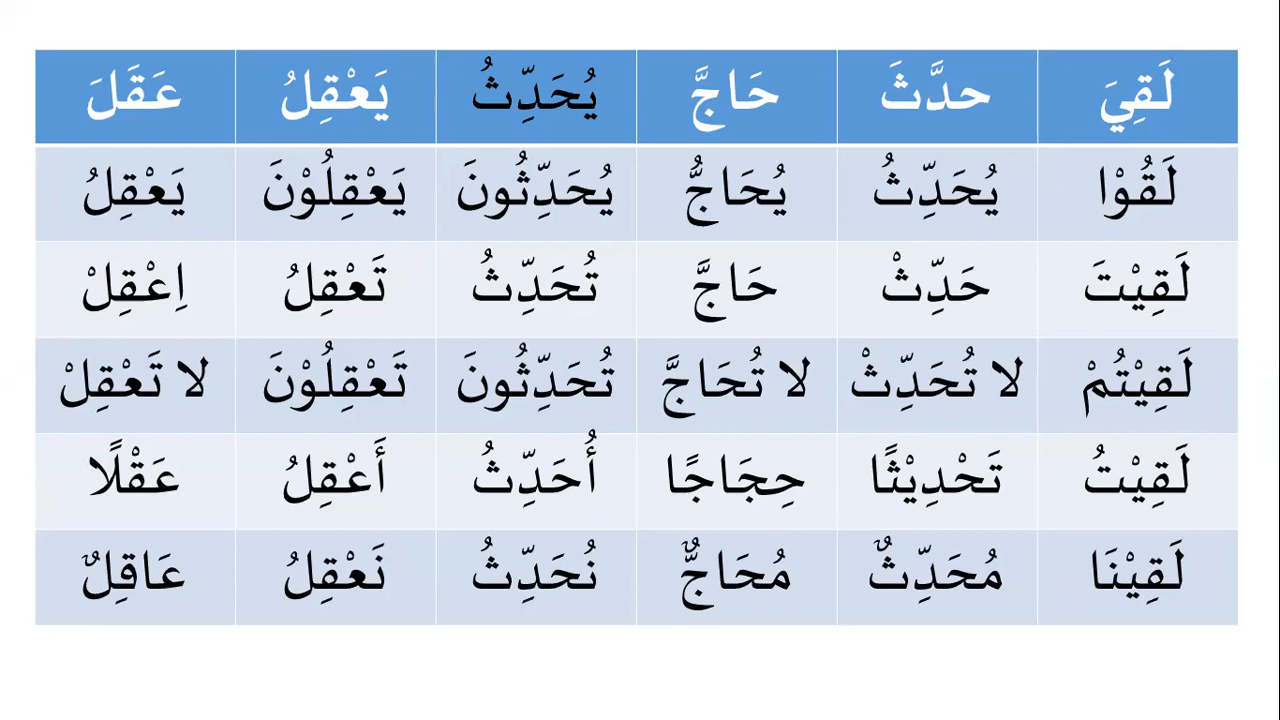 لَقِيَ حدَّثَ حَاجَّ يُحَدِّثُ يَعْقِلُ عَقَلَ
لَقُوْا يُحَدِّثُ يُحَاجُّ يُحَدِّثُونَ يَعْقِلُوْنَ يَعْقِلُ
لَقِيْتَ حَدِّثْ حَاجَّ تُحَدِّثُ تَعْقِلُ اِعْقِلْ
لَقِيْتُمْ لا تُحَدِّثْ لا تُحَاجَّ تُحَدِّثُونَ تَعْقِلُوْنَ لا تَعْقِلْ
لَقِيْتُ تَحْدِيْثًا حِجَاجًا أُحَدِّثُ أَعْقِلُ عَقْلًا
لَقِيْنَا مُحَدِّثٌ مُحَاجٌّ نُحَدِّثُ نَعْقِلُ عَاقِلٌ